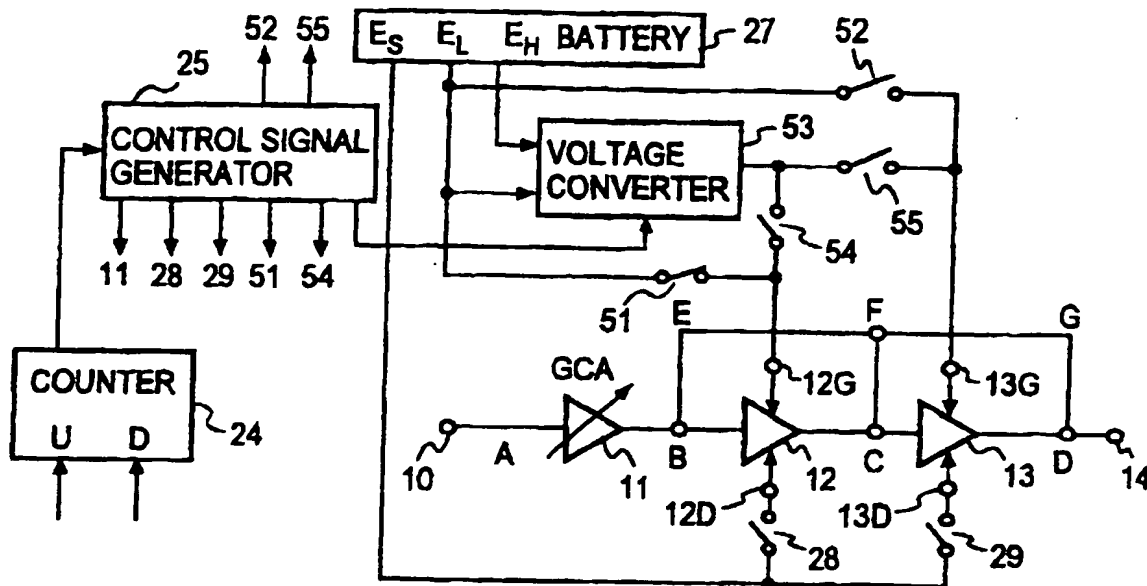 52 55
E_S E_L E_H BATTERY 27
52
25
CONTROL SIGNAL
GENERATOR
VOLTAGE
CONVERTER
53
55
54
11 28 29 51 54
51
E F G
COUNTER
U D
24
GCA
12G 13G
10 A 11 B 12 C 13 D 14
12D 13D
28 29